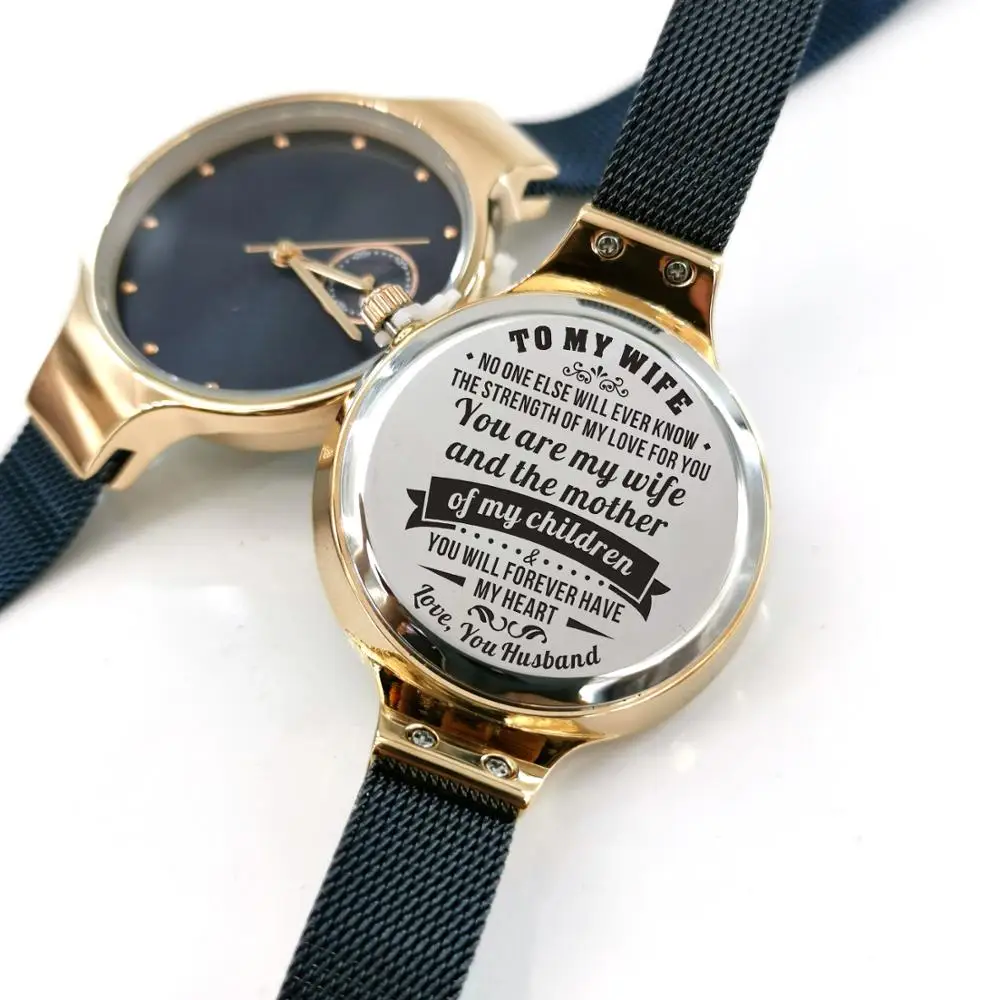 TO MY WIFE
• NO ONE ELSE WILL EVER KNOW •
THE STRENGTH OF MY LOVE FOR YOU
You are my wife
and the mother
of my children
&
YOU WILL FOREVER HAVE
MY HEART
Love, You Husband